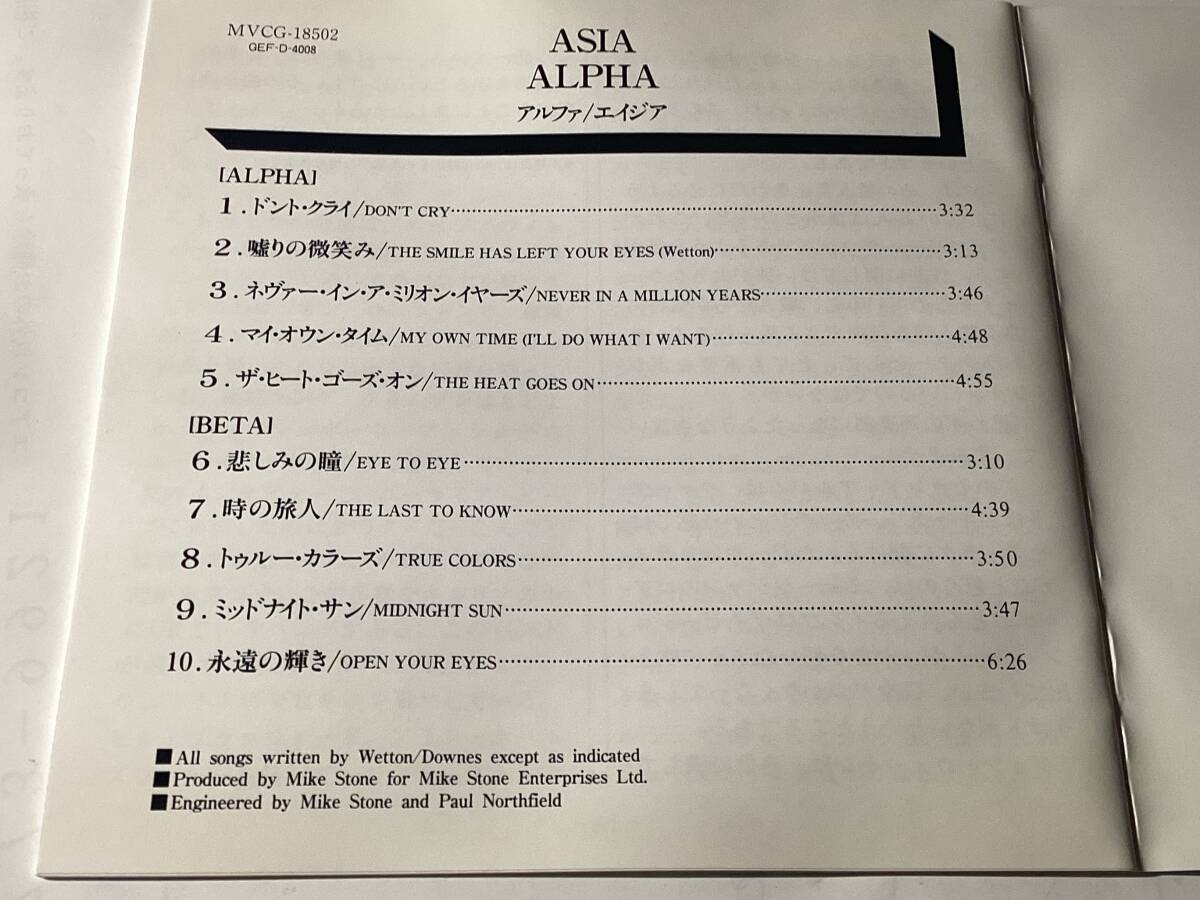 MVCG-18502
GEF-D-4008
ASIA
ALPHA
アルファ/エイジア
[ALPHA]
1.ドント・クライ/DON'T CRY 3:32
2.嘘りの微笑み/THE SMILE HAS LEFT YOUR EYES (Wetton) 3:13
3.ネヴァー・イン・ア・ミリオン・イヤーズ/NEVER IN A MILLION YEARS 3:46
4.マイ・オウン・タイム/MY OWN TIME (I'LL DO WHAT I WANT) 4:48
5.ザ・ヒート・ゴーズ・オン/THE HEAT GOES ON 4:55
[BETA]
6.悲しみの瞳/EYE TO EYE 3:10
7.時の旅人/THE LAST TO KNOW 4:39
8.トゥルー・カラーズ/TRUE COLORS 3:50
9.ミッドナイト・サン/MIDNIGHT SUN 3:47
10.永遠の輝き/OPEN YOUR EYES 6:26
■All songs written by Wetton/Downes except as indicated
■Produced by Mike Stone for Mike Stone Enterprises Ltd.
■Engineered by Mike Stone and Paul Northfield